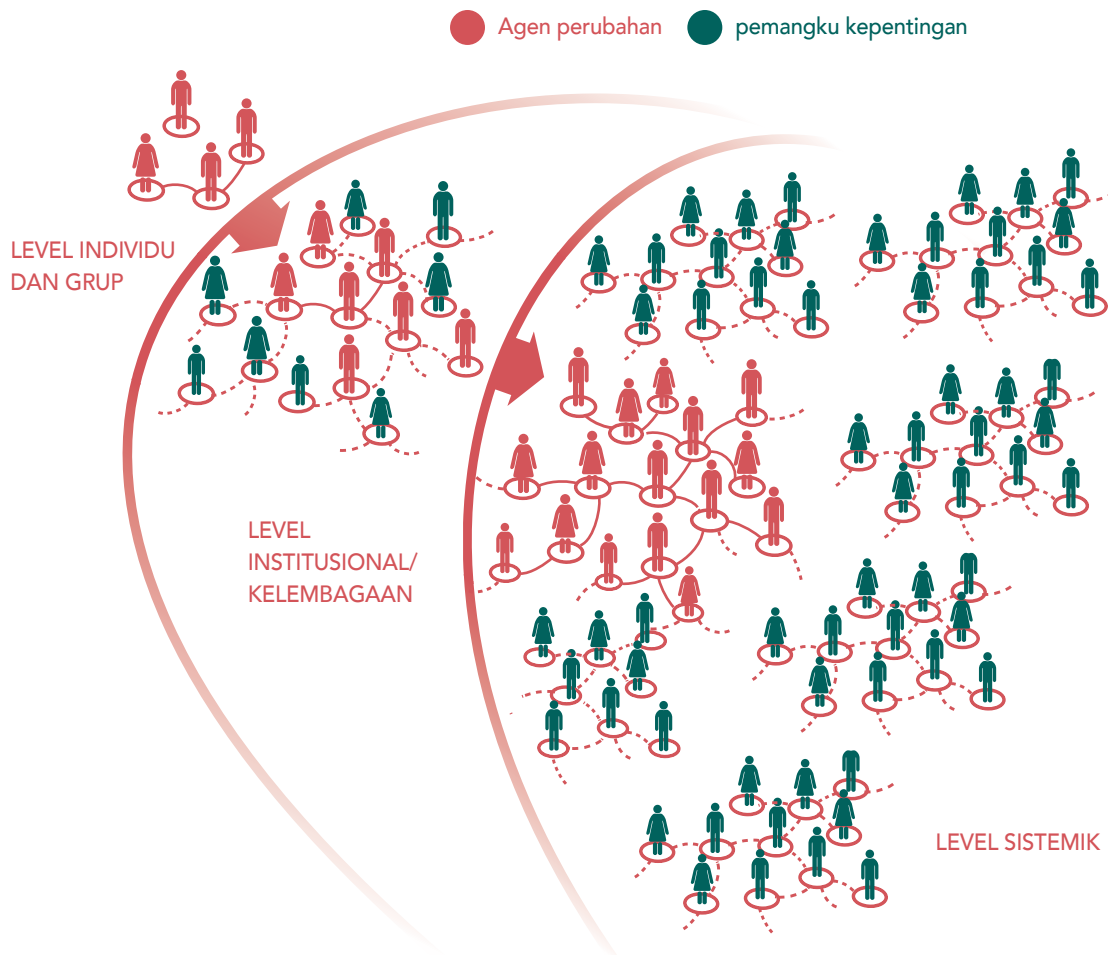 Agen perubahan
pemangku kepentingan
LEVEL INDIVIDU
DAN GRUP
LEVEL
INSTITUSIONAL/
KELEMBAGAAN
LEVEL SISTEMIK